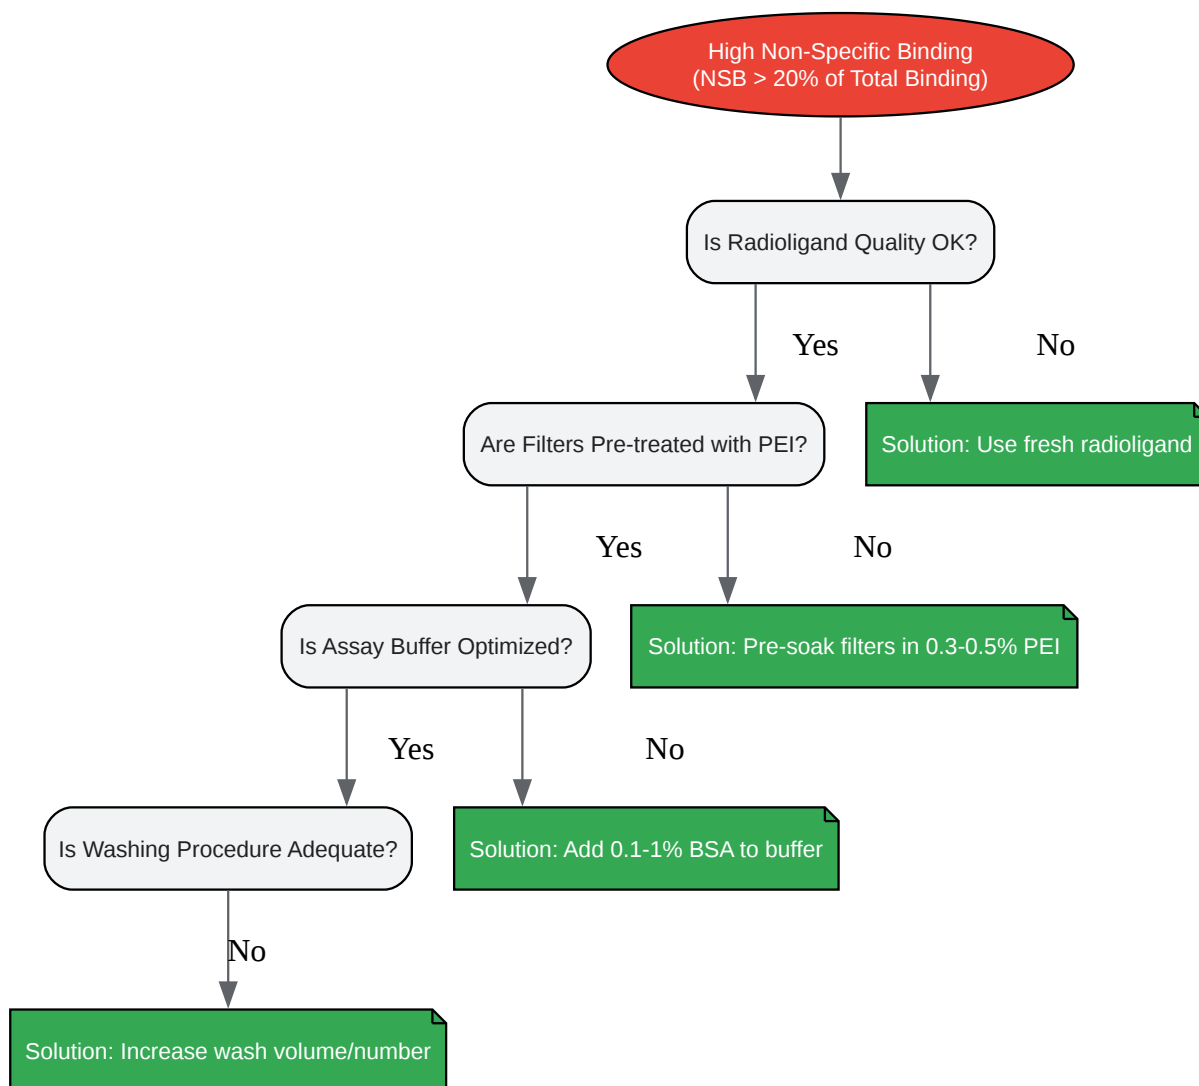 High Non-Specific Binding
(NSB > 20% of Total Binding)
Is Radioligand Quality OK?
Yes
No
Are Filters Pre-treated with PEI?
Solution: Use fresh radioligand
Yes
No
Is Assay Buffer Optimized?
Solution: Pre-soak filters in 0.3-0.5% PEI
Yes
No
Is Washing Procedure Adequate?
Solution: Add 0.1-1% BSA to buffer
No
Solution: Increase wash volume/number